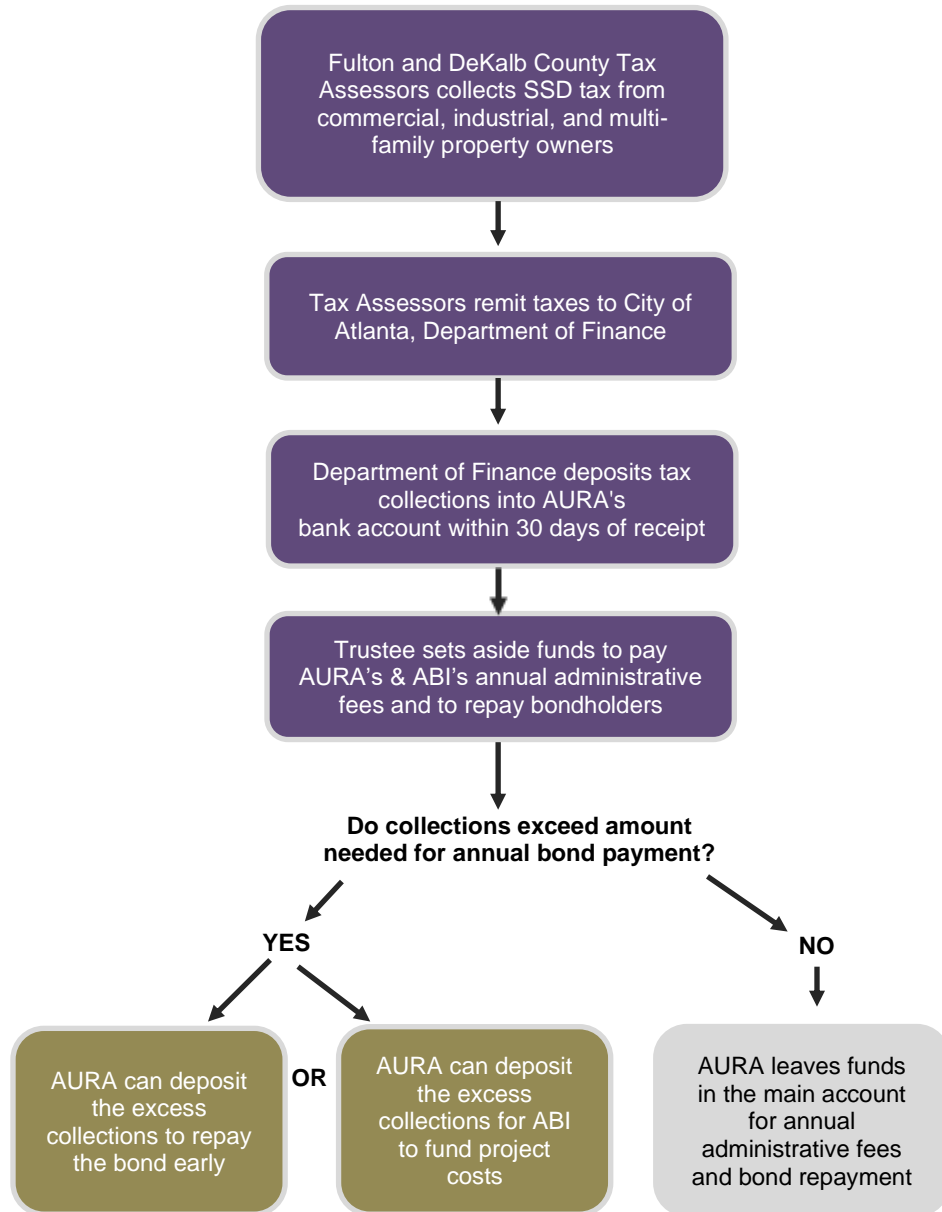 Fulton and DeKalb County Tax
Assessors collects SSD tax from
commercial, industrial, and multi-
family property owners
Tax Assessors remit taxes to City of
Atlanta, Department of Finance
Department of Finance deposits tax
collections into AURA's
bank account within 30 days of receipt
Trustee sets aside funds to pay
AURA’s & ABI’s annual administrative
fees and to repay bondholders
Do collections exceed amount
needed for annual bond payment?
YES
NO
AURA can deposit
the excess
collections to repay
the bond early
OR
AURA can deposit
the excess
collections for ABI
to fund project
costs
AURA leaves funds
in the main account
for annual
administrative fees
and bond repayment